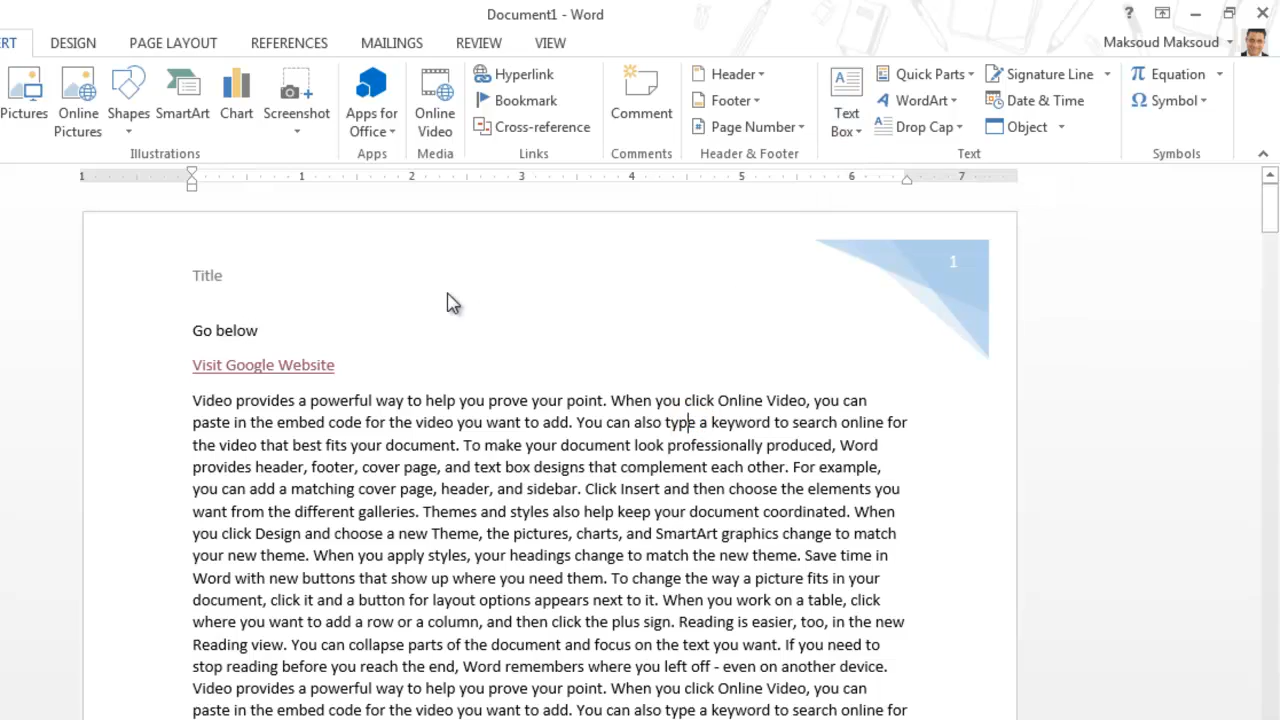 Document1 - Word
?
ERT DESIGN PAGE LAYOUT REFERENCES MAILINGS REVIEW VIEW
Maksoud Maksoud
Pictures
Online Pictures
Shapes
SmartArt
Chart
Screenshot
Illustrations
Apps for Office
Apps
Online Video
Media
Hyperlink
Bookmark
Cross-reference
Links
Comment
Comments
Header
Footer
Page Number
Header & Footer
Text Box
Quick Parts
WordArt
Drop Cap
Signature Line
Date & Time
Object
Text
π Equation
Ω Symbol
Symbols
1 1 2 3 4 5 6 7
1
Title
Go below
Visit Google Website
Video provides a powerful way to help you prove your point. When you click Online Video, you can
paste in the embed code for the video you want to add. You can also type a keyword to search online for
the video that best fits your document. To make your document look professionally produced, Word
provides header, footer, cover page, and text box designs that complement each other. For example,
you can add a matching cover page, header, and sidebar. Click Insert and then choose the elements you
want from the different galleries. Themes and styles also help keep your document coordinated. When
you click Design and choose a new Theme, the pictures, charts, and SmartArt graphics change to match
your new theme. When you apply styles, your headings change to match the new theme. Save time in
Word with new buttons that show up where you need them. To change the way a picture fits in your
document, click it and a button for layout options appears next to it. When you work on a table, click
where you want to add a row or a column, and then click the plus sign. Reading is easier, too, in the new
Reading view. You can collapse parts of the document and focus on the text you want. If you need to
stop reading before you reach the end, Word remembers where you left off - even on another device.
Video provides a powerful way to help you prove your point. When you click Online Video, you can
paste in the embed code for the video you want to add. You can also type a keyword to search online for